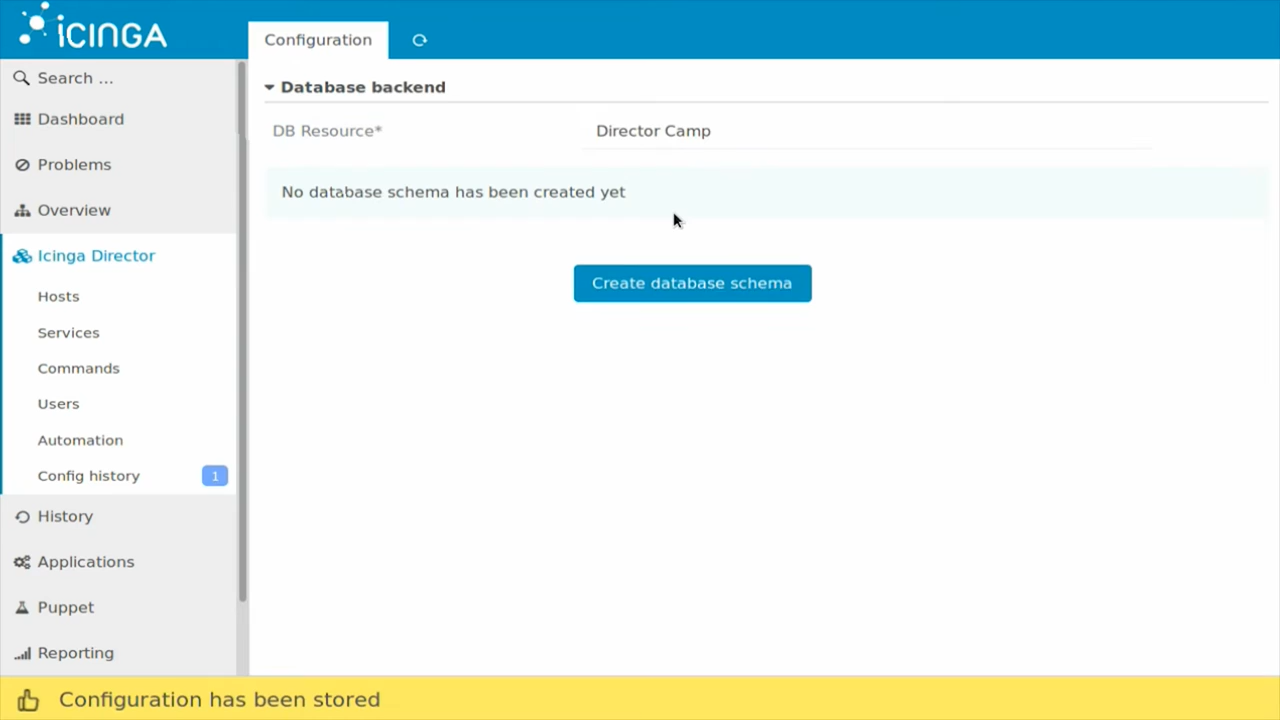 iCINGA
Configuration
Search ...
Dashboard
Problems
Overview
Icinga Director
Hosts
Services
Commands
Users
Automation
Config history 1
History
Applications
Puppet
Reporting
Database backend
DB Resource* Director Camp
No database schema has been created yet
Create database schema
Configuration has been stored